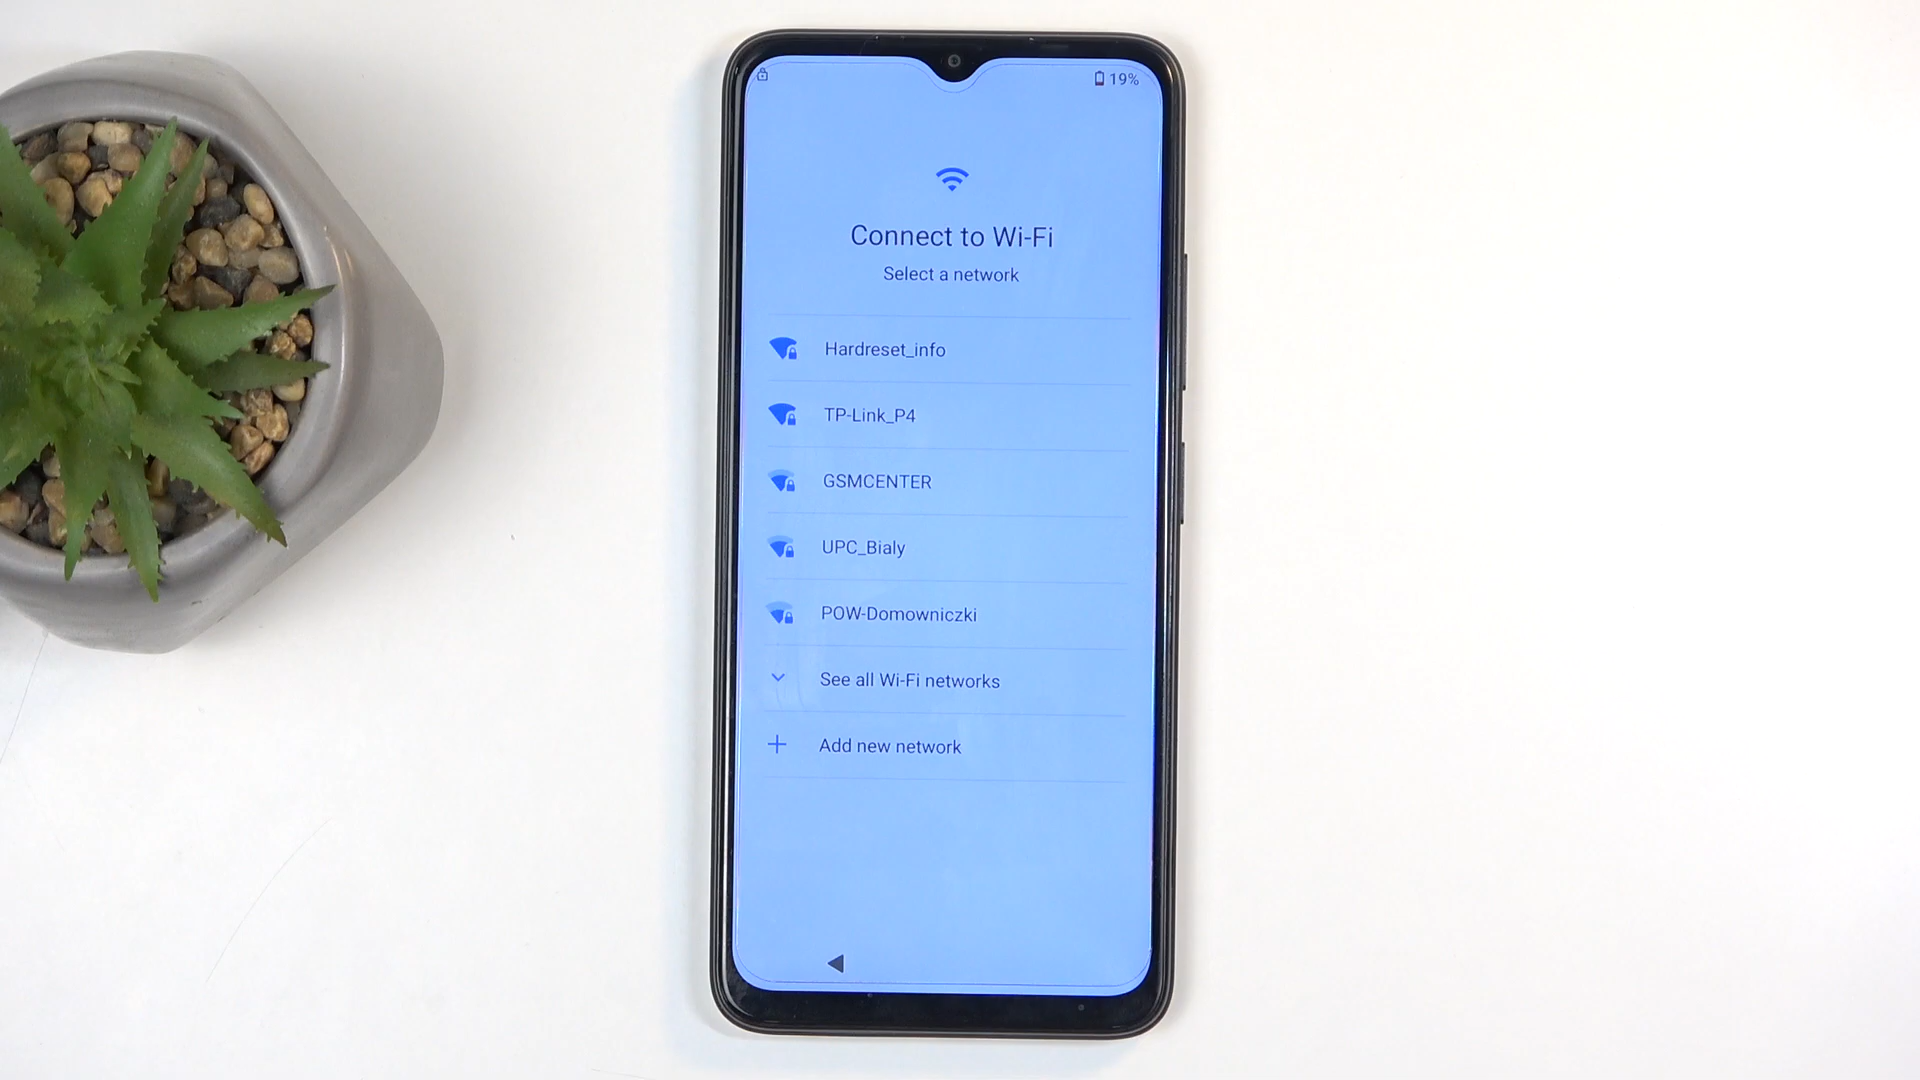 19%
Connect to Wi-Fi
Select a network
Hardreset_info
TP-Link_P4
GSMCENTER
UPC_Bialy
POW-Domowniczki
See all Wi-Fi networks
Add new network